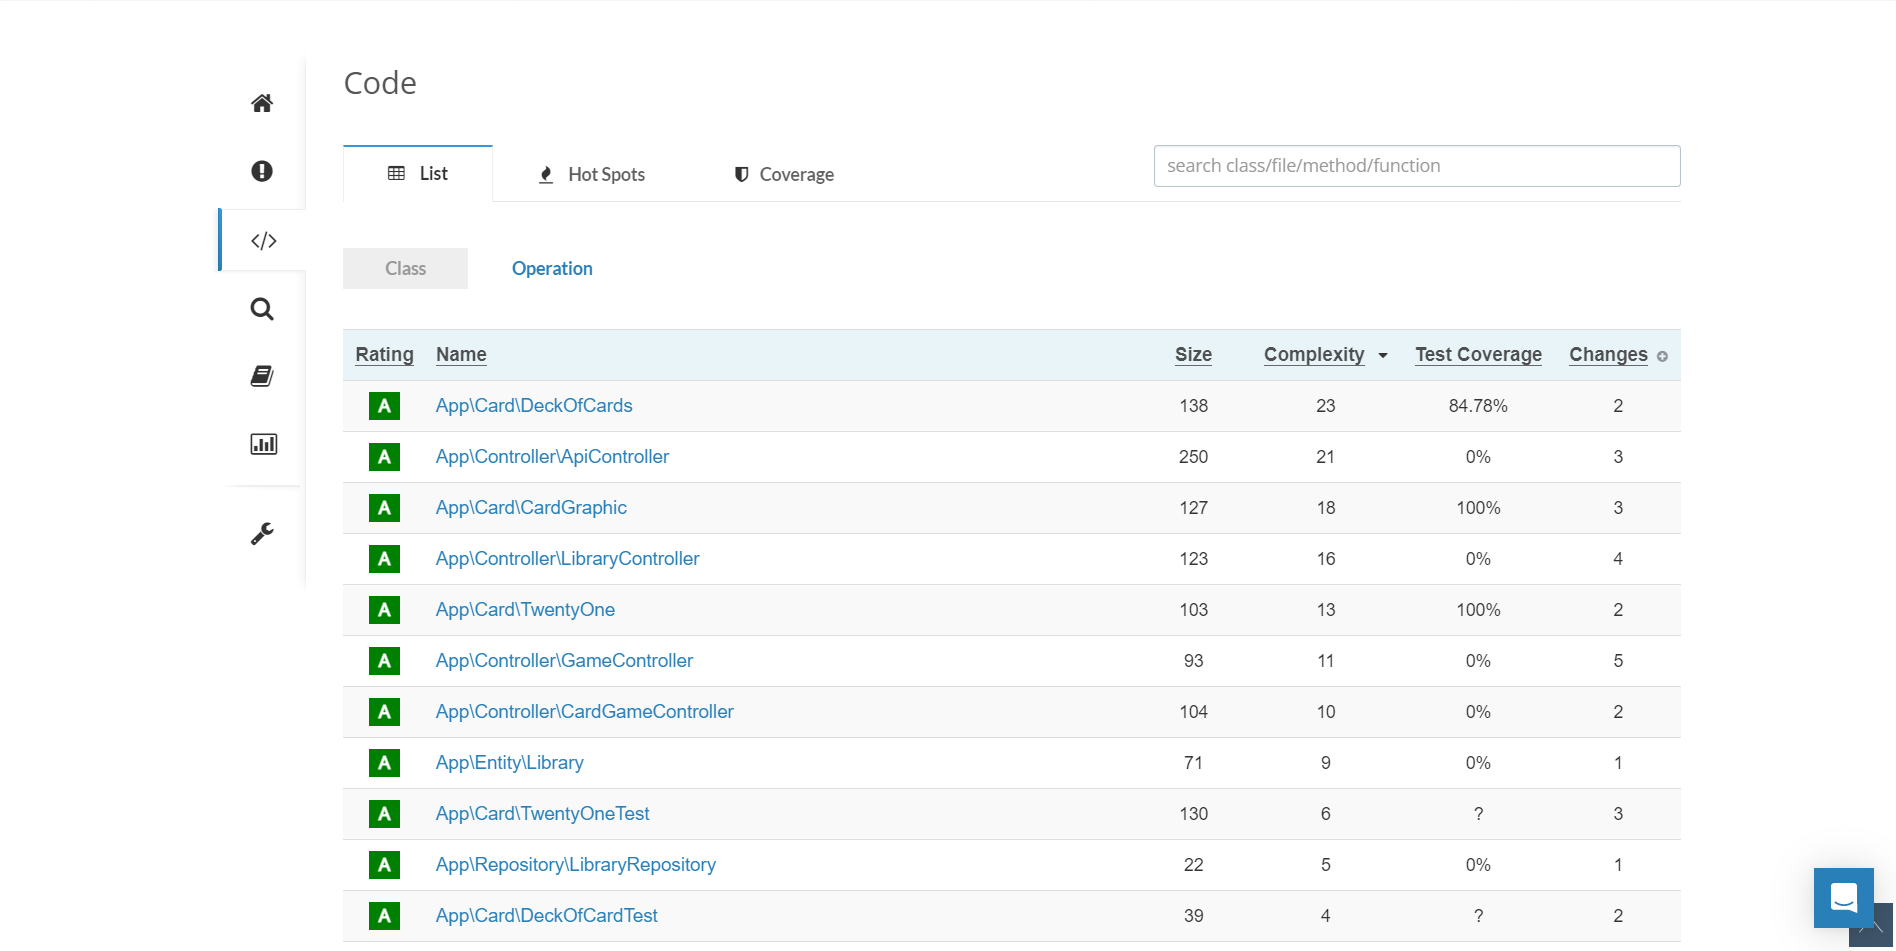 Code
List Hot Spots Coverage search class/file/method/function
Class Operation
Rating Name Size Complexity Test Coverage Changes
A App\Card\DeckOfCards 138 23 84.78% 2
A App\Controller\ApiController 250 21 0% 3
A App\Card\CardGraphic 127 18 100% 3
A App\Controller\LibraryController 123 16 0% 4
A App\Card\TwentyOne 103 13 100% 2
A App\Controller\GameController 93 11 0% 5
A App\Controller\CardGameController 104 10 0% 2
A App\Entity\Library 71 9 0% 1
A App\Card\TwentyOneTest 130 6 ? 3
A App\Repository\LibraryRepository 22 5 0% 1
A App\Card\DeckOfCardTest 39 4 ? 2